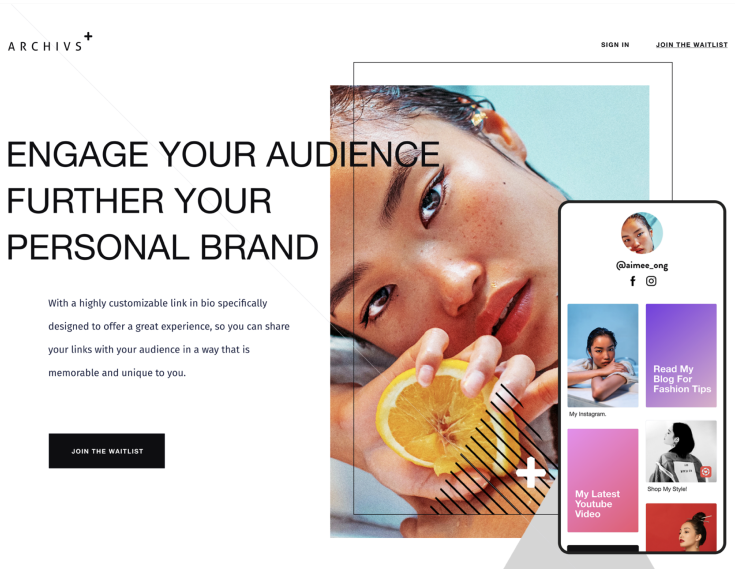 ARCHIVS+
SIGN IN
JOIN THE WAITLIST
ENGAGE YOUR AUDIENCE
FURTHER YOUR
PERSONAL BRAND
With a highly customizable link in bio specifically
designed to offer a great experience, so you can share
your links with your audience in a way that is
memorable and unique to you.
JOIN THE WAITLIST
@aimee_ong
My Instagram.
Read My
Blog For
Fashion Tips
My Latest
Youtube
Video
Shop My Style!